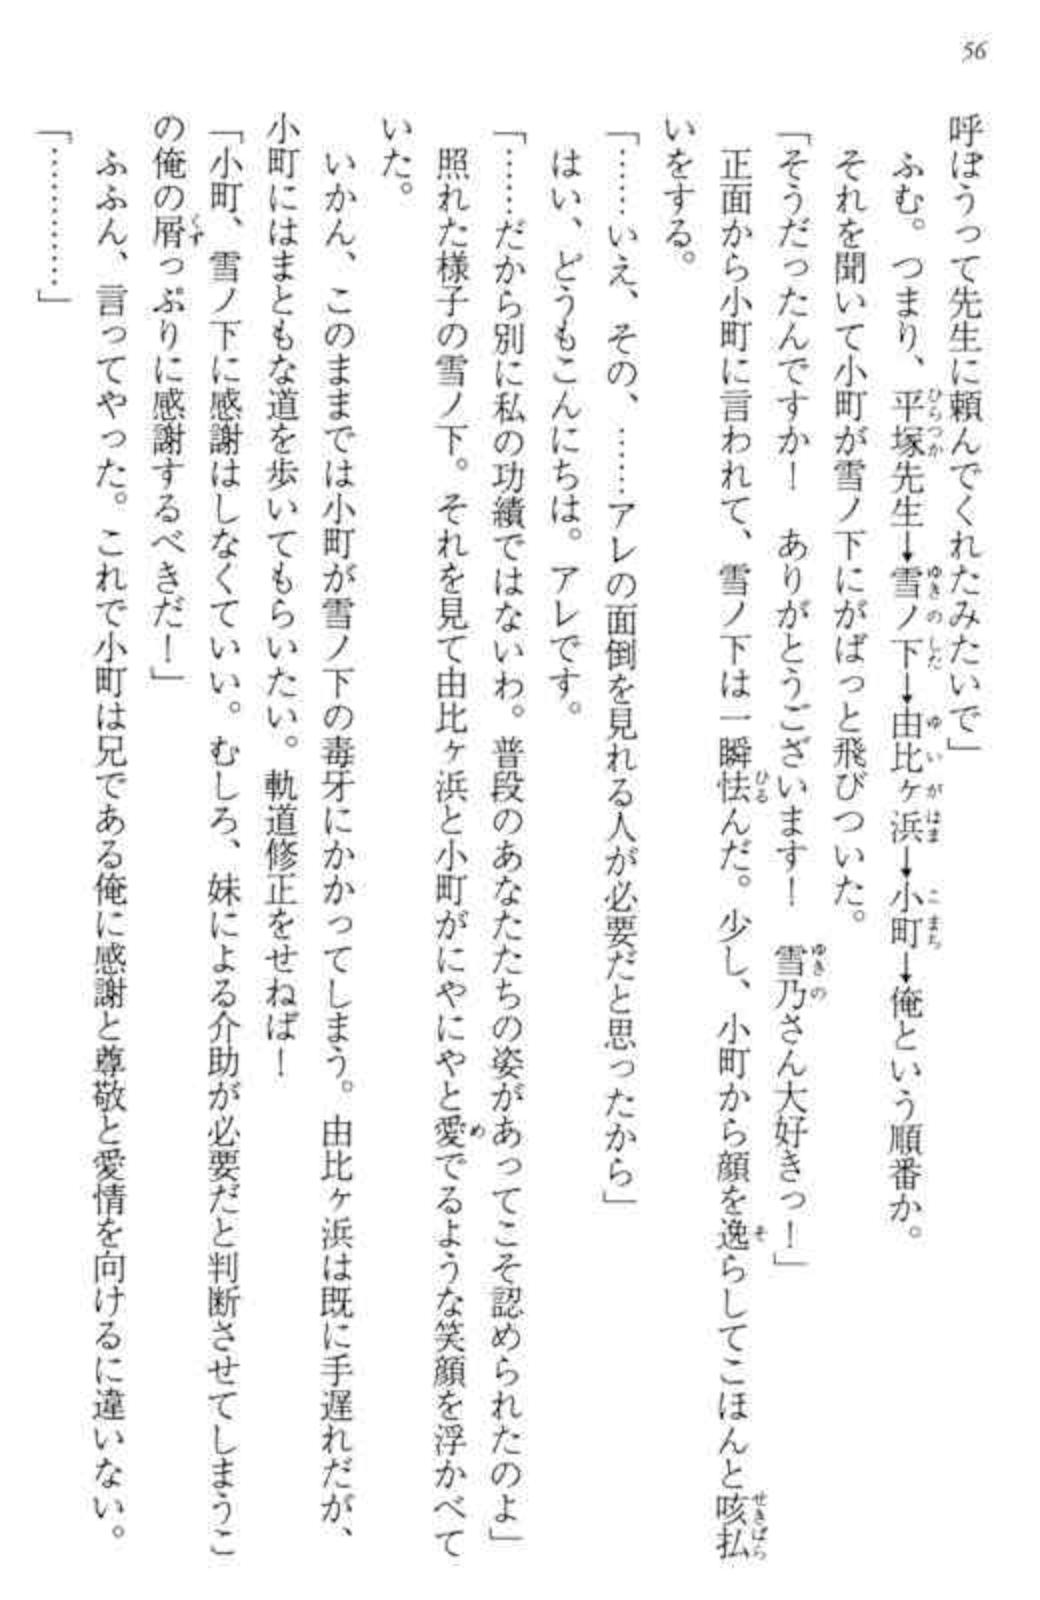 56
呼ぼうって先生に頼んでくれたみたいで」
　ふむ。つまり、平塚先生→雪ノ下→由比ヶ浜→小町→俺という順番か。
　それを聞いて小町が雪ノ下にがばっと飛びついた。
「そうだったんですか！　ありがとうございます！　雪乃さん大好きっ！」
　正面から小町に言われて、雪ノ下は一瞬怯んだ。少し、小町から顔を逸らしてこほんと咳払
いをする。
「……いえ、その、……アレの面倒を見れる人が必要だと思ったから」
　はい、どうもこんにちは。アレです。
「……だから別に私の功績ではないわ。普段のあなたたちの姿があってこそ認められたのよ」
　照れた様子の雪ノ下。それを見て由比ヶ浜と小町がにやにやと愛でるような笑顔を浮かべて
いた。
　いかん、このままでは小町が雪ノ下の毒牙にかかってしまう。由比ヶ浜は既に手遅れだが、
小町にはまともな道を歩いてもらいたい。軌道修正をせねば！
「小町、雪ノ下に感謝はしなくていい。むしろ、妹による介助が必要だと判断させてしまうこ
の俺の屑っぷりに感謝するべきだ！」
　ふふん、言ってやった。これで小町は兄である俺に感謝と尊敬と愛情を向けるに違いない。
「…………」